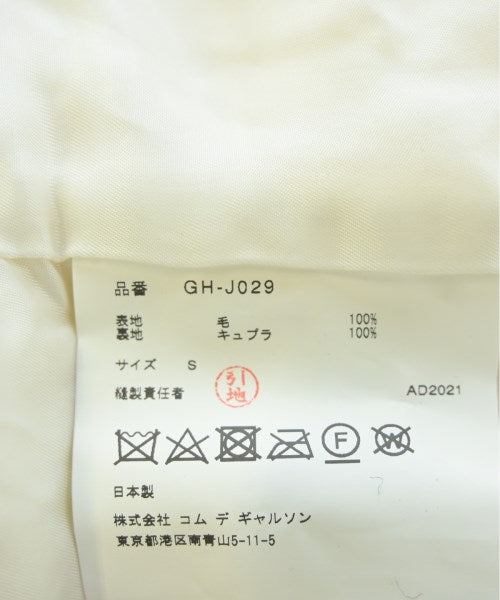 品番 GH-J029
表地 毛 100%
裏地 キュプラ 100%
サイズ S
引地
縫製責任者 AD2021
F W
日本製
株式会社 コム デ ギャルソン
東京都港区南青山5-11-5